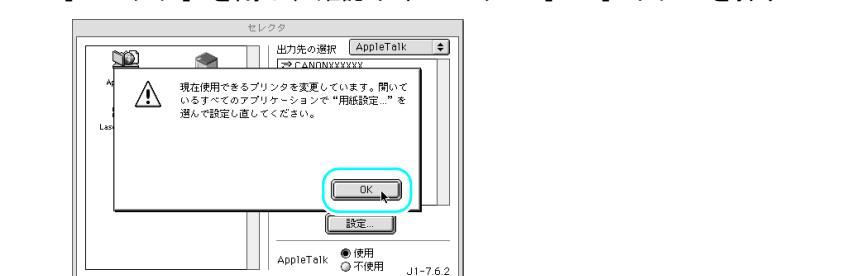 セレクタ
出力先の選択 AppleTalk
CANONXXXXXX
現在使用できるプリンタを変更しています。開いて
いるすべてのアプリケーションで“用紙設定...”を
選んで設定し直してください。
OK
設定...
AppleTalk
使用
不使用
J1-7.6.2